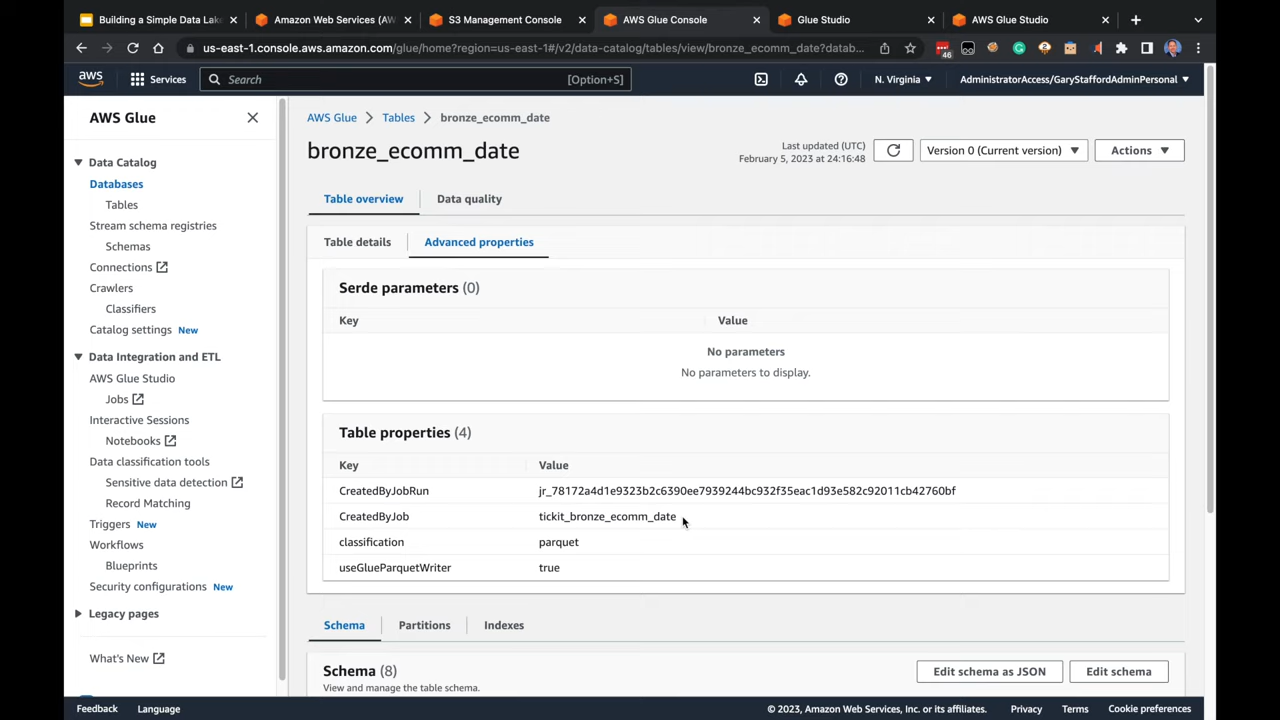 Building a Simple Data Lak
Amazon Web Services (AW
S3 Management Console
AWS Glue Console
Glue Studio
AWS Glue Studio
us-east-1.console.aws.amazon.com/glue/home?region=us-east-1#/v2/data-catalog/tables/view/bronze_ecomm_date?datab...
46
aws
Services
Search
[Option+S]
N. Virginia
AdministratorAccess/GaryStaffordAdminPersonal
AWS Glue
Data Catalog
Databases
Tables
Stream schema registries
Schemas
Connections
Crawlers
Classifiers
Catalog settings New
Data Integration and ETL
AWS Glue Studio
Jobs
Interactive Sessions
Notebooks
Data classification tools
Sensitive data detection
Record Matching
Triggers New
Workflows
Blueprints
Security configurations New
Legacy pages
What's New
AWS Glue > Tables > bronze_ecomm_date
bronze_ecomm_date
Last updated (UTC)
February 5, 2023 at 24:16:48
Version 0 (Current version)
Actions
Table overview
Data quality
Table details
Advanced properties
Serde parameters (0)
Key Value
No parameters
No parameters to display.
Table properties (4)
Key Value
CreatedByJobRun jr_78172a4d1e9323b2c6390ee7939244bc932f35eac1d93e582c92011cb42760bf
CreatedByJob tickit_bronze_ecomm_date
classification parquet
useGlueParquetWriter true
Schema
Partitions
Indexes
Schema (8)
View and manage the table schema.
Edit schema as JSON
Edit schema
Feedback
Language
© 2023, Amazon Web Services, Inc. or its affiliates.
Privacy
Terms
Cookie preferences